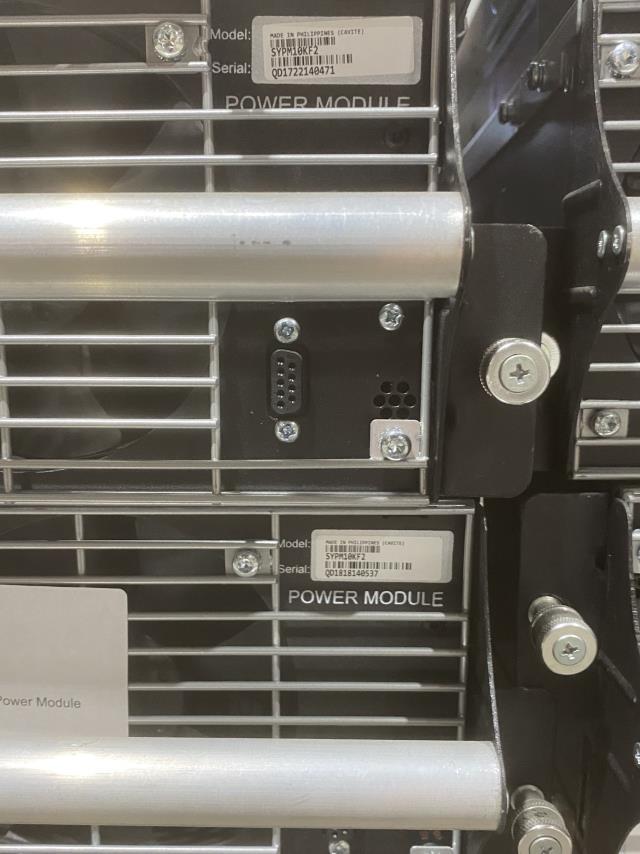 Model:
MADE IN PHILIPPINES (CAVITE)
SYPM10KF2
Serial:
QD1722140471
POWER MODULE
Model:
MADE IN PHILIPPINES (CAVITE)
SYPM10KF2
Serial:
QD1818140537
POWER MODULE
Power Module